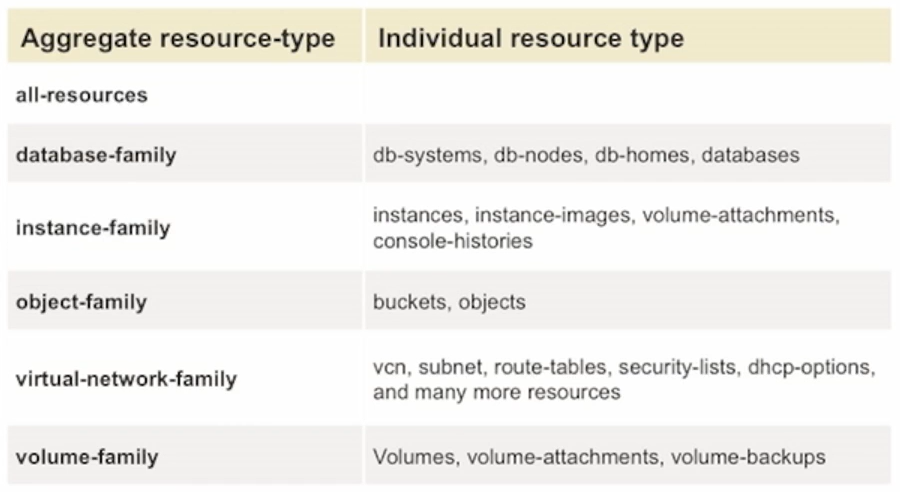 Aggregate resource-type
Individual resource type
all-resources
database-family
db-systems, db-nodes, db-homes, databases
instance-family
instances, instance-images, volume-attachments,
console-histories
object-family
buckets, objects
virtual-network-family
vcn, subnet, route-tables, security-lists, dhcp-options,
and many more resources
volume-family
Volumes, volume-attachments, volume-backups